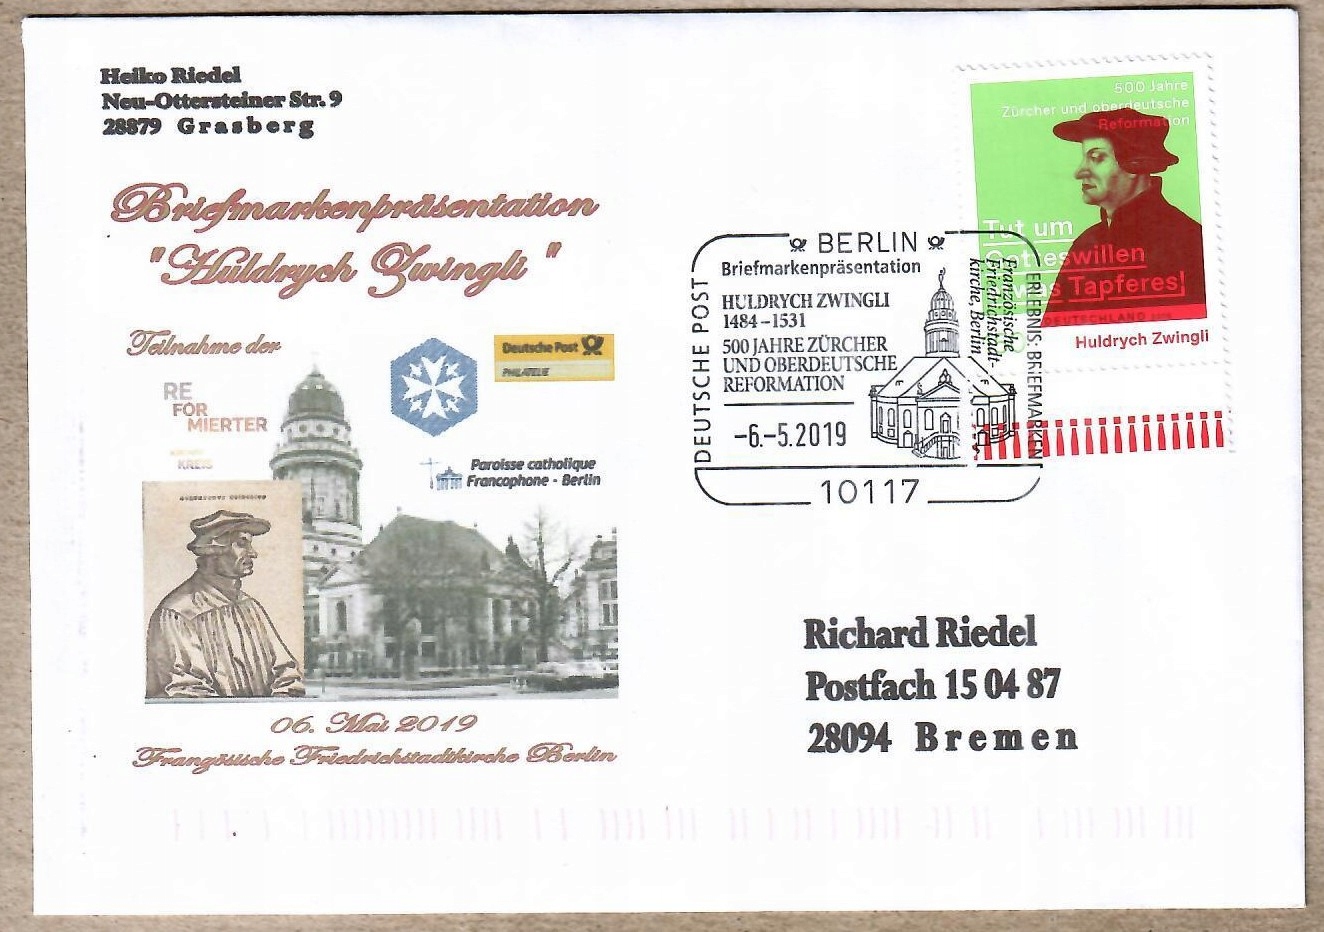 Heiko Riedel
Neu-Ottersteiner Str. 9
28879 Grasberg
Briefmarkenpräsentation
"Huldrych Zwingli "
Teilnahme der
RE
FOR
MIERTER
KREIS
Deutsche Post
PHILATELIE
Paroisse catholique
Francophone - Berlin
06. Mai 2019
Französische Friedrichstadtkirche Berlin
500 Jahre
Zürcher und oberdeutsche
Reformation
Tut um
Gotteswillen
etwas Tapferes!
DEUTSCHLAND
Huldrych Zwingli
BERLIN
Briefmarkenpräsentation
HULDRYCH ZWINGLI
1484–1531
500 JAHRE ZÜRCHER
UND OBERDEUTSCHE
REFORMATION
-6.-5.2019
10117
DEUTSCHE POST
ERLEBNIS: BRIEFMARKEN
Französische
Friedrichstadt-
kirche, Berlin
Richard Riedel
Postfach 15 04 87
28094 Bremen